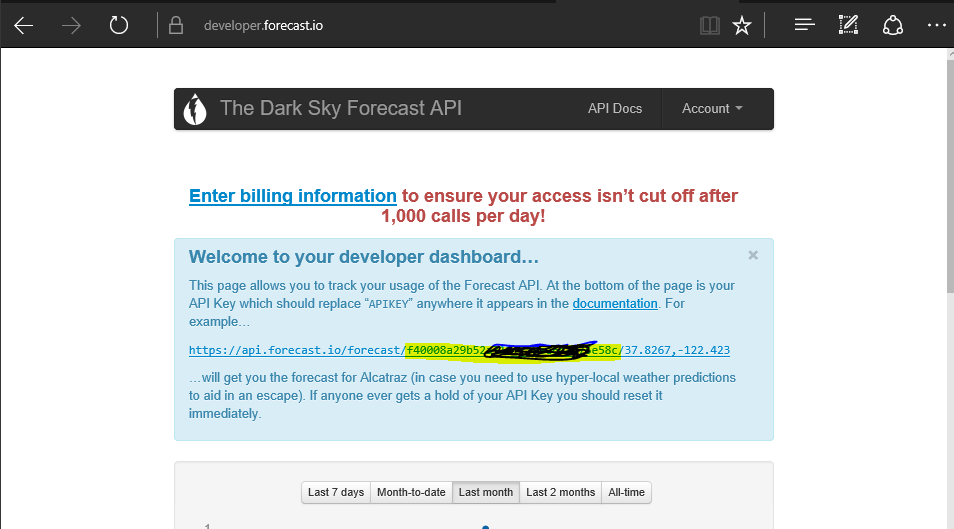 developer.forecast.io
The Dark Sky Forecast API
API Docs
Account
Enter billing information to ensure your access isn't cut off after
1,000 calls per day!
Welcome to your developer dashboard…
×
This page allows you to track your usage of the Forecast API. At the bottom of the page is your
API Key which should replace “APIKEY” anywhere it appears in the documentation. For
example…
https://api.forecast.io/forecast/f40008a29b52 e58c/37.8267,-122.423
…will get you the forecast for Alcatraz (in case you need to use hyper-local weather predictions
to aid in an escape). If anyone ever gets a hold of your API Key you should reset it
immediately.
Last 7 days
Month-to-date
Last month
Last 2 months
All-time
1